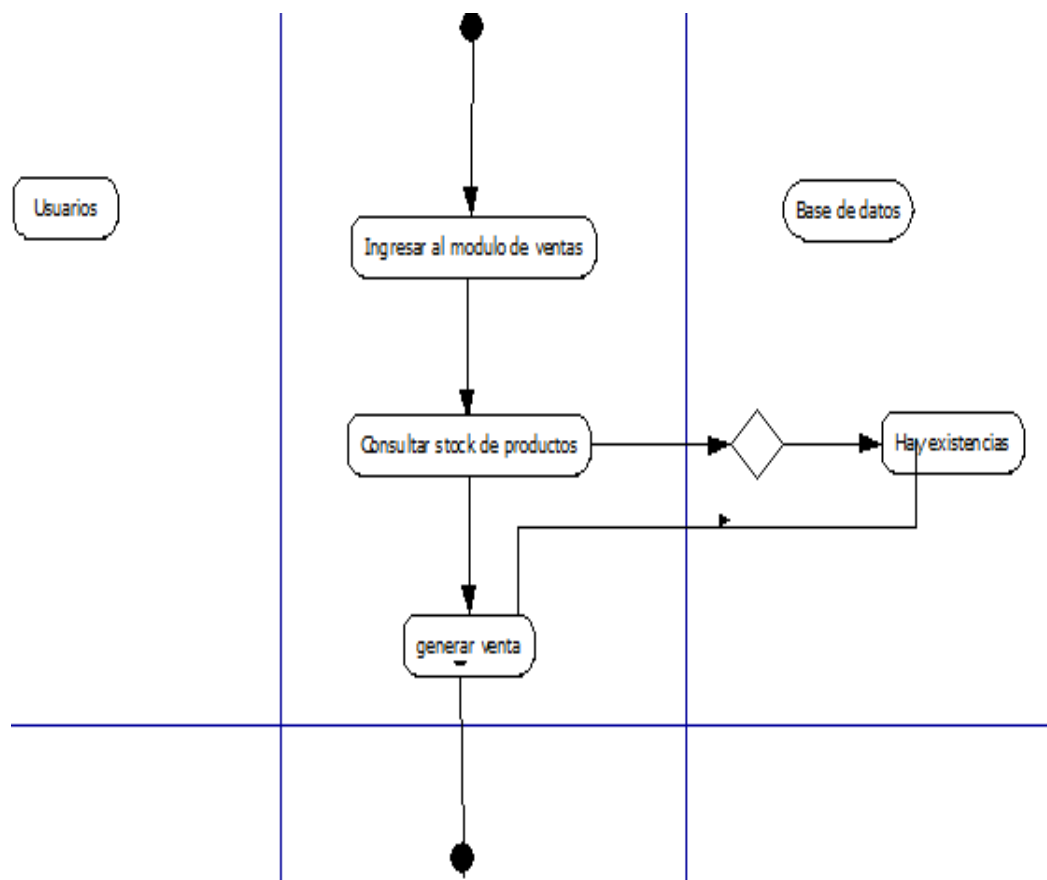 Usuarios
Base de datos
Ingresar al modulo de ventas
Consultar stock de productos
Hay existencias
generar venta